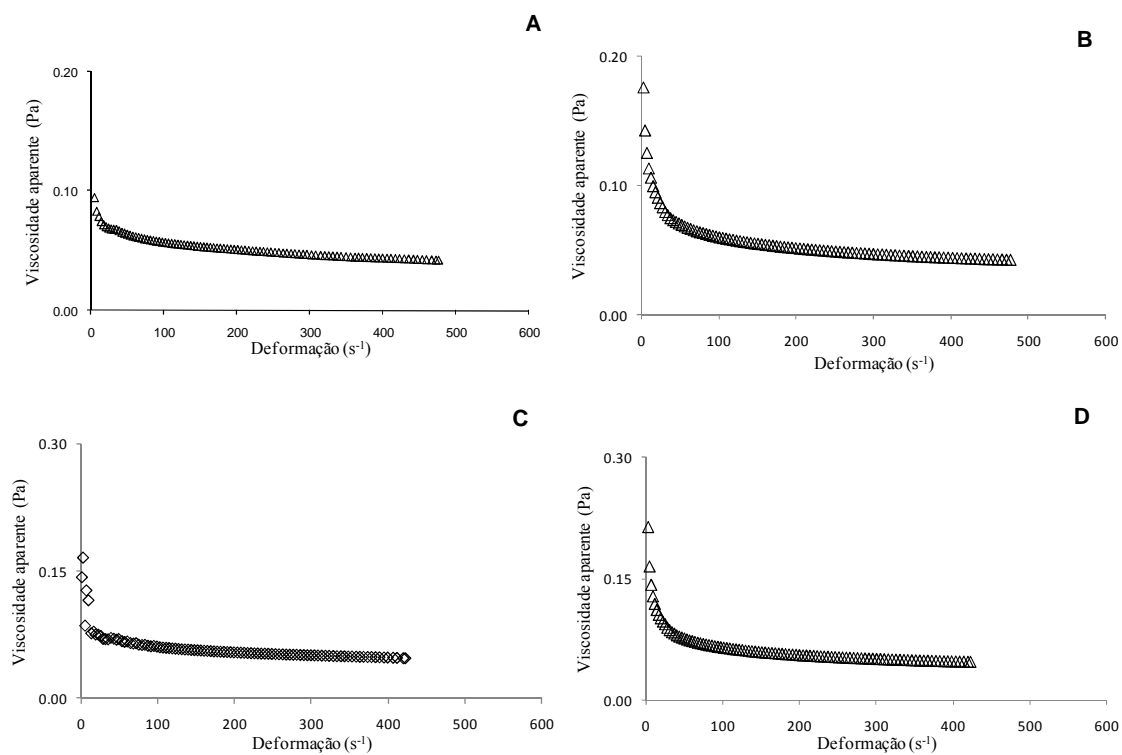 A
Viscosidade aparente (Pa)
0.20
0.10
0.00
0 100 200 300 400 500 600
Deformação (s⁻¹)
B
Viscosidade aparente (Pa)
0.20
0.10
0.00
0 100 200 300 400 500 600
Deformação (s⁻¹)
C
Viscosidade aparente (Pa)
0.30
0.15
0.00
0 100 200 300 400 500 600
Deformação (s⁻¹)
D
Viscosidade aparente (Pa)
0.30
0.15
0.00
0 100 200 300 400 500 600
Deformação (s⁻¹)